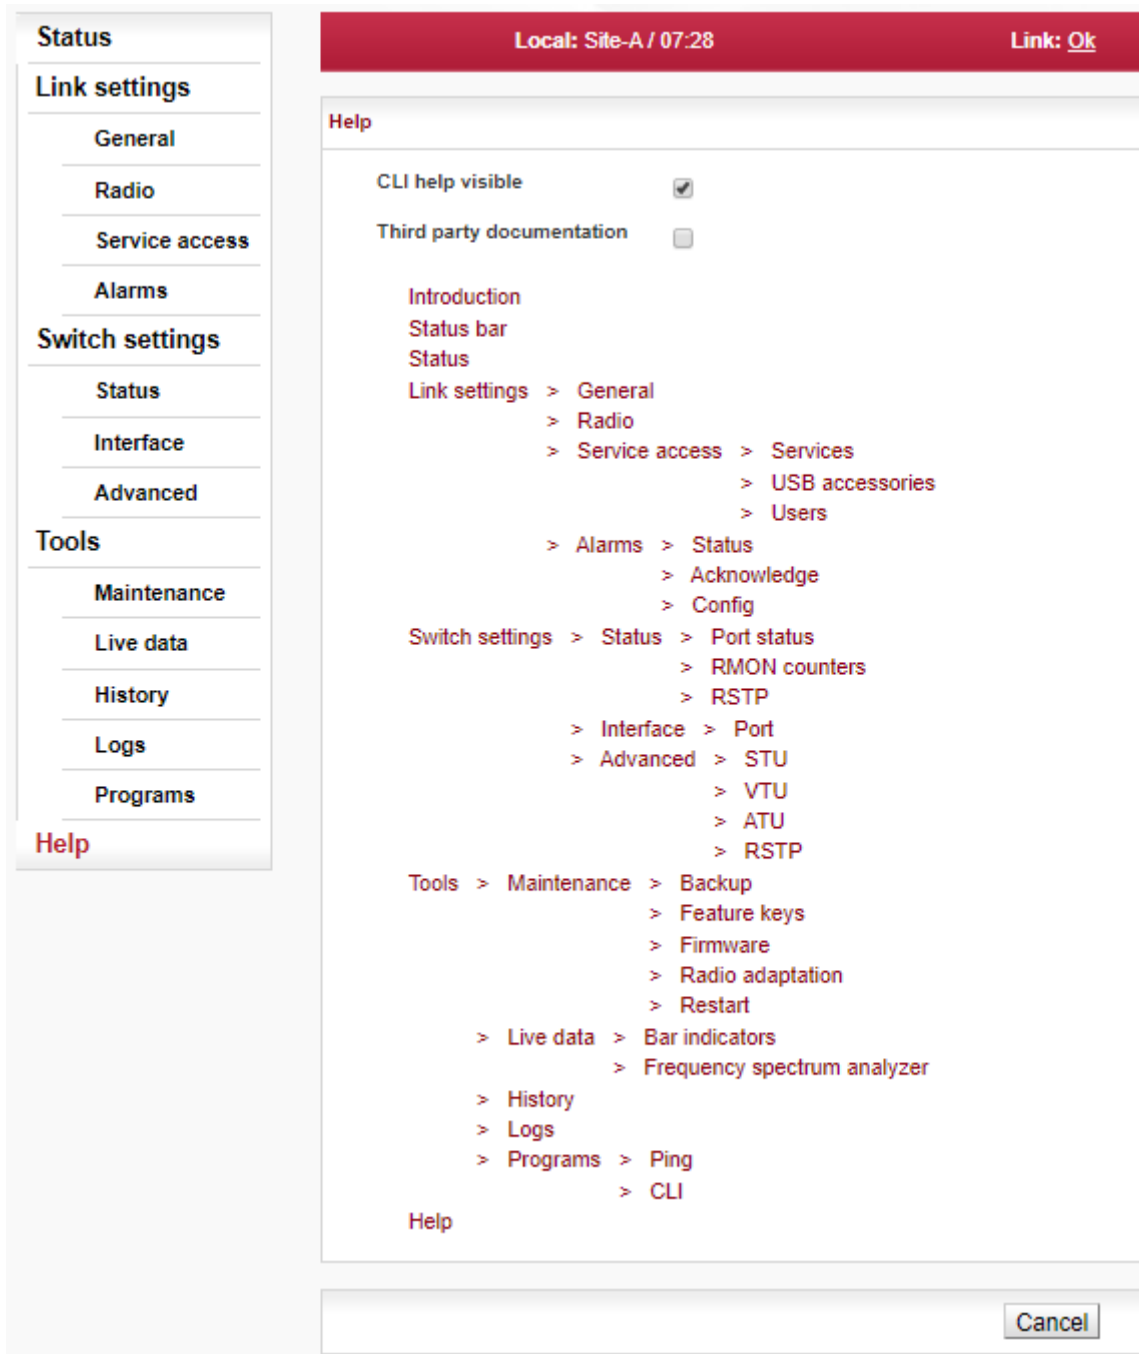 Status
Link settings
General
Radio
Service access
Alarms
Switch settings
Status
Interface
Advanced
Tools
Maintenance
Live data
History
Logs
Programs
Help
Local: Site-A / 07:28 Link: Ok
Help
CLI help visible
Third party documentation
Introduction
Status bar
Status
Link settings > General
> Radio
> Service access > Services
> USB accessories
> Users
> Alarms > Status
> Acknowledge
> Config
Switch settings > Status > Port status
> RMON counters
> RSTP
> Interface > Port
> Advanced > STU
> VTU
> ATU
> RSTP
Tools > Maintenance > Backup
> Feature keys
> Firmware
> Radio adaptation
> Restart
> Live data > Bar indicators
> Frequency spectrum analyzer
> History
> Logs
> Programs > Ping
> CLI
Help
Cancel